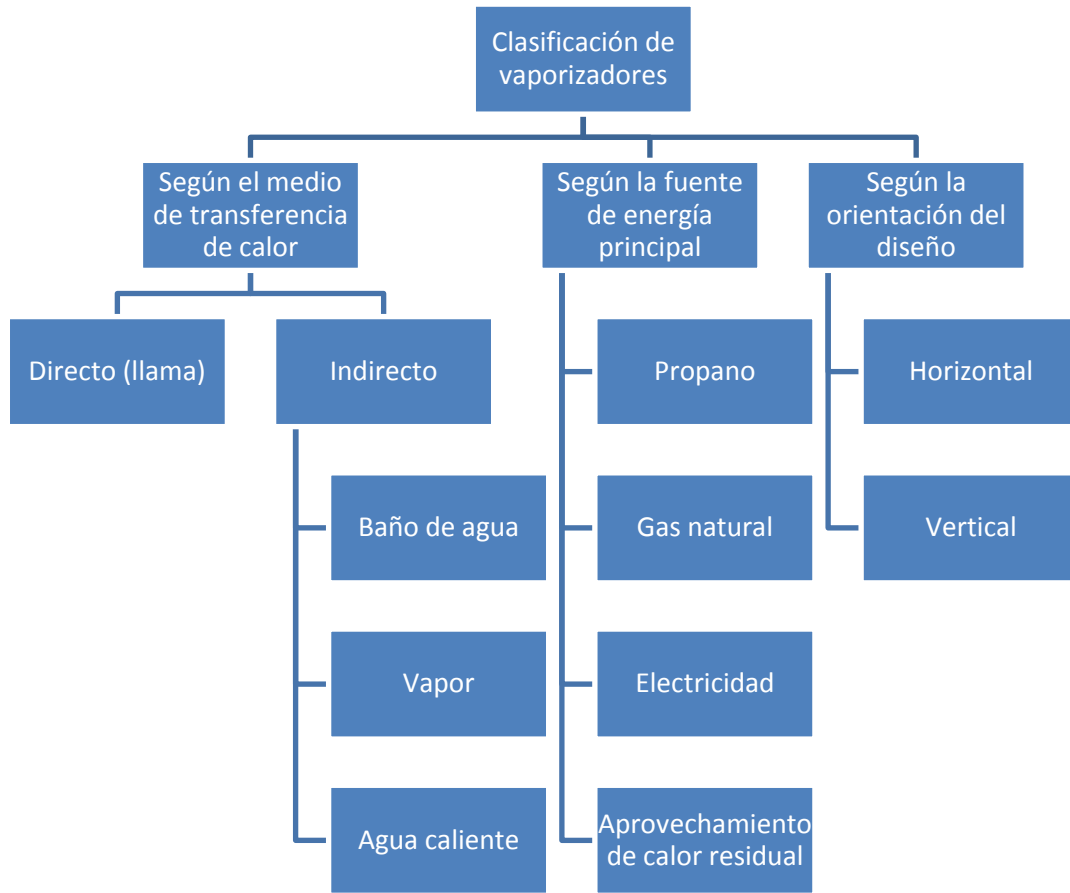 Clasificación de
vaporizadores
Según el medio
de transferencia
de calor
Según la fuente
de energía
principal
Según la
orientación del
diseño
Directo (llama)
Indirecto
Propano
Horizontal
Baño de agua
Gas natural
Vertical
Vapor
Electricidad
Agua caliente
Aprovechamiento
de calor residual